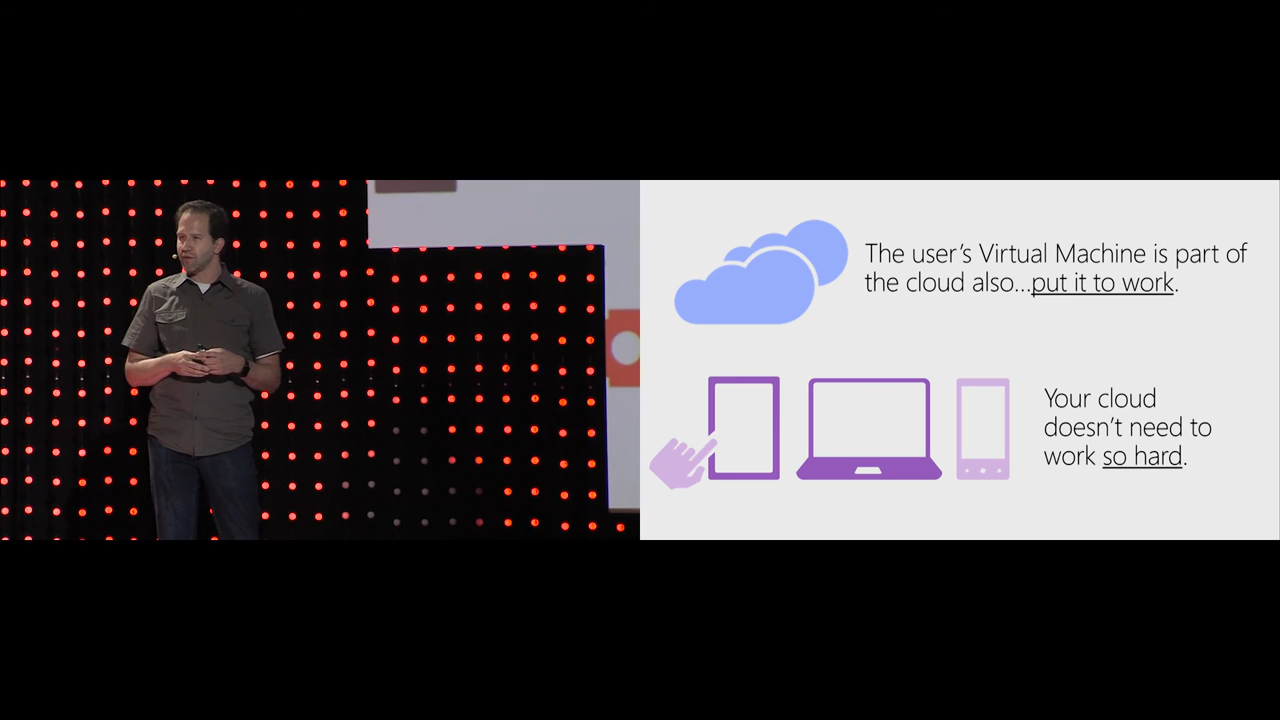 The user's Virtual Machine is part of
the cloud also...put it to work.
Your cloud
doesn't need to
work so hard.